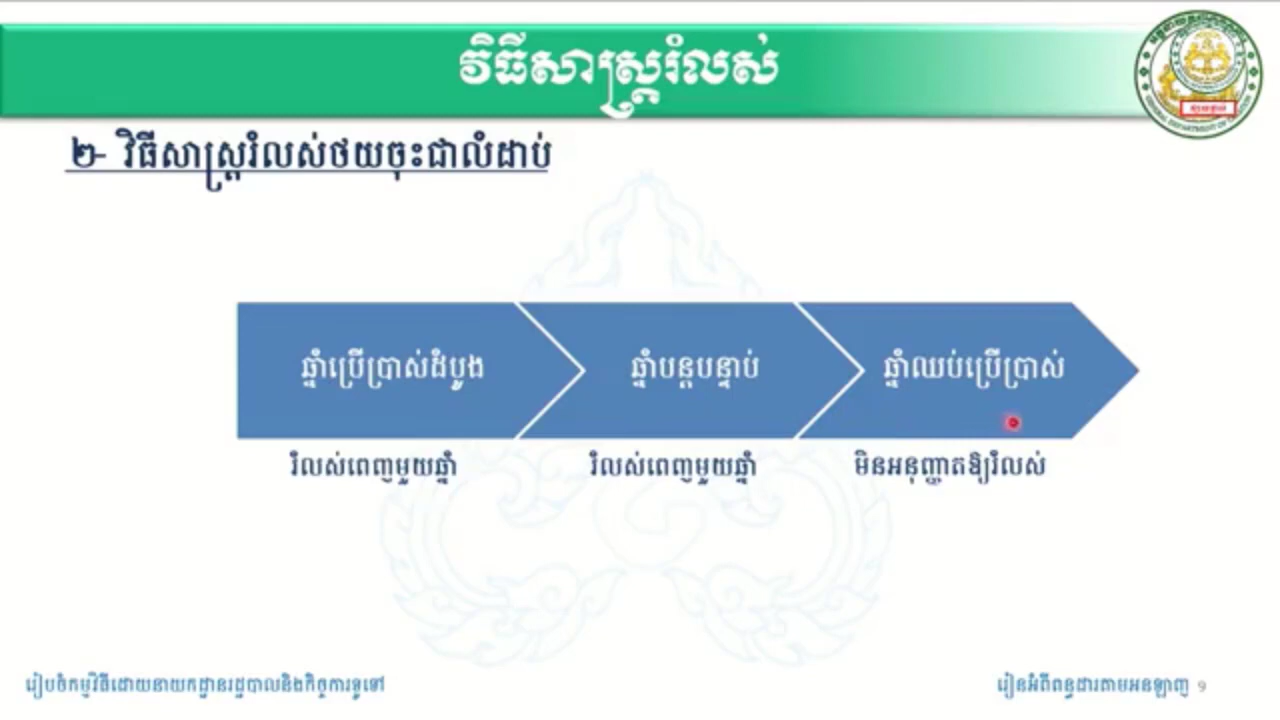 វិធីសាស្ត្ររំលស់
២- វិធីសាស្ត្ររំលស់ថយចុះជាលំដាប់
ឆ្នាំប្រើប្រាស់ដំបូង
ឆ្នាំបន្តបន្ទាប់
ឆ្នាំឈប់ប្រើប្រាស់
រំលស់ពេញមួយឆ្នាំ
រំលស់ពេញមួយឆ្នាំ
មិនអនុញ្ញាតឱ្យរំលស់
រៀបចំកម្មវិធីដោយនាយកដ្ឋានរដ្ឋបាលនិងកិច្ចការទូទៅ
រៀនអំពីពន្ធដារតាមអនឡាញ 9